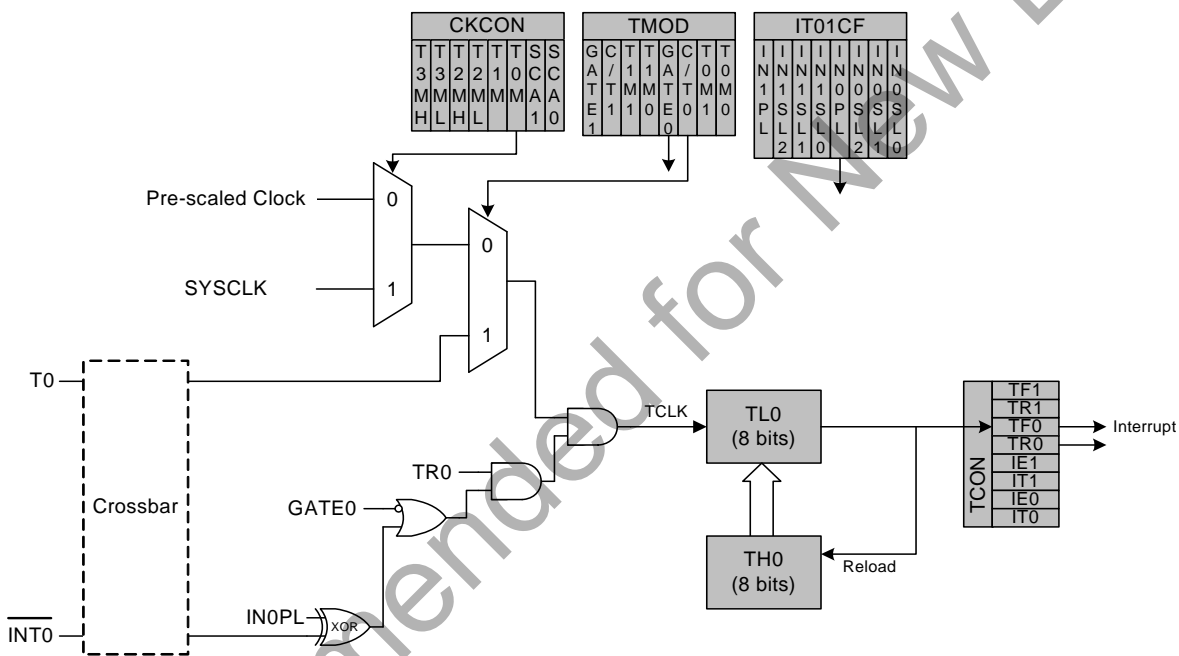 CKCON
T3MH
T3ML
T2MH
T2ML
T1M
T0M
SCA1
SCA0
TMOD
GATE1
C/T1
T1M1
T1M0
GATE0
C/T0
T0M1
T0M0
IT01CF
IN1PL
IN1SL2
IN1SL1
IN1SL0
IN0PL
IN0SL2
IN0SL1
IN0SL0
Pre-scaled Clock
0
SYSCLK
1
0
1
T0
Crossbar
INT0
TR0
GATE0
IN0PL
XOR
TCLK
TL0
(8 bits)
TH0
(8 bits)
Reload
TCON
TF1
TR1
TF0
TR0
IE1
IT1
IE0
IT0
Interrupt
mended for New